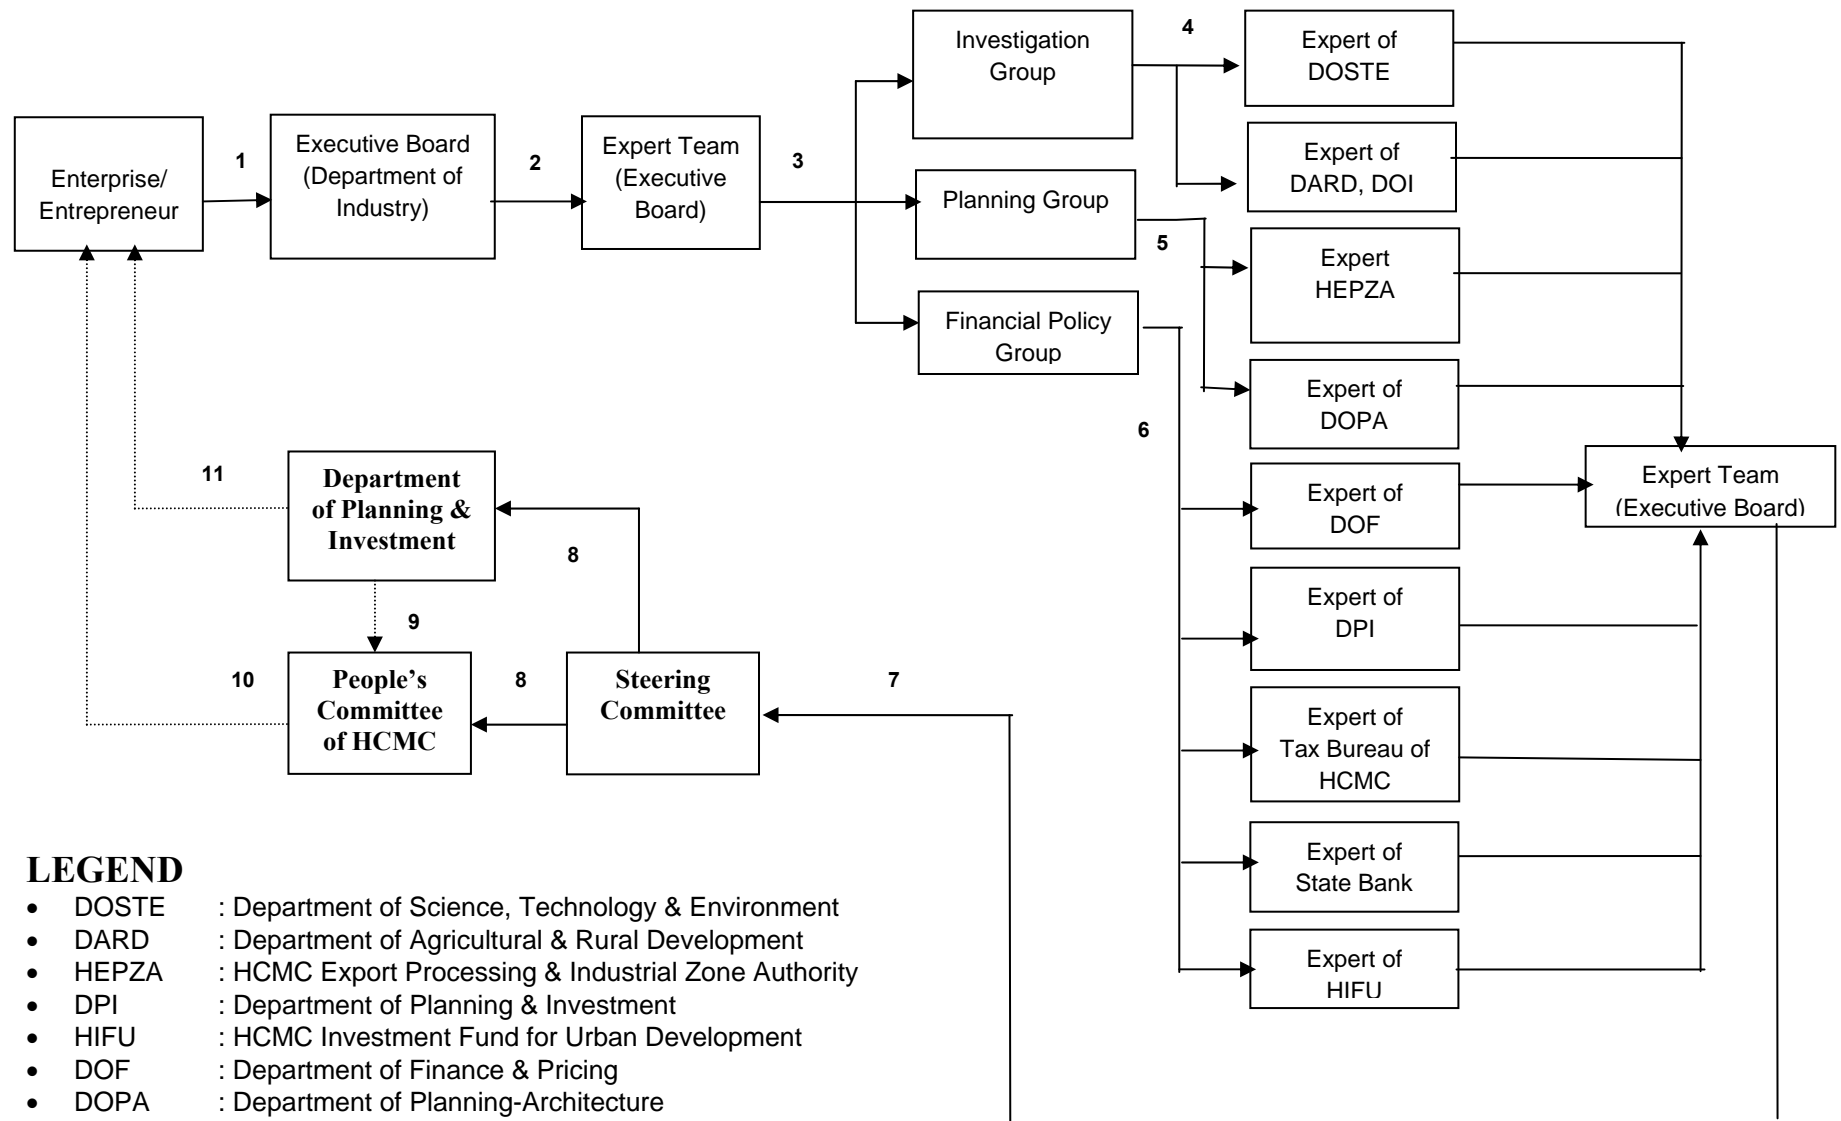 Enterprise/
Entrepreneur
1
Executive Board
(Department of
Industry)
2
Expert Team
(Executive
Board)
3
Investigation
Group
Planning Group
Financial Policy
Group
4
5
6
Expert of
DOSTE
Expert of
DARD, DOI
Expert
HEPZA
Expert of
DOPA
Expert of
DOF
Expert of
DPI
Expert of
Tax Bureau of
HCMC
Expert of
State Bank
Expert of
HIFU
Expert Team
(Executive Board)
7
Steering
Committee
8
8
Department
of Planning &
Investment
9
People’s
Committee
of HCMC
10
11
LEGEND
• DOSTE : Department of Science, Technology & Environment
• DARD : Department of Agricultural & Rural Development
• HEPZA : HCMC Export Processing & Industrial Zone Authority
• DPI : Department of Planning & Investment
• HIFU : HCMC Investment Fund for Urban Development
• DOF : Department of Finance & Pricing
• DOPA : Department of Planning-Architecture